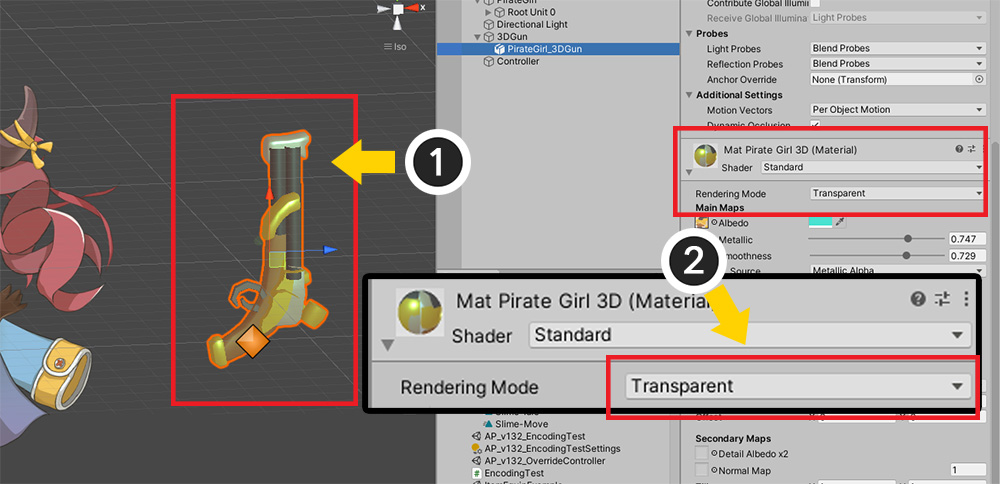 x
Iso
PirateGirl
Root Unit 0
Directional Light
3DGun
PirateGirl_3DGun
Controller
Contribute Global Illumi
Receive Global Illumina Light Probes
Probes
Light Probes Blend Probes
Reflection Probes Blend Probes
Anchor Override None (Transform)
Additional Settings
Motion Vectors Per Object Motion
Dynamic Occlusion
Mat Pirate Girl 3D (Material)
Shader Standard
Rendering Mode Transparent
Main Maps
Albedo
Metallic 0.747
Smoothness 0.729
Source Metallic Alpha
1
2
Mat Pirate Girl 3D (Material)
Shader Standard
Rendering Mode Transparent
Slime-Move
AP_v132_EncodingTest
AP_v132_EncodingTestSettings
AP_v132_OverrideController
EncodingTest
Secondary Maps
Detail Albedo x2
Normal Map 1